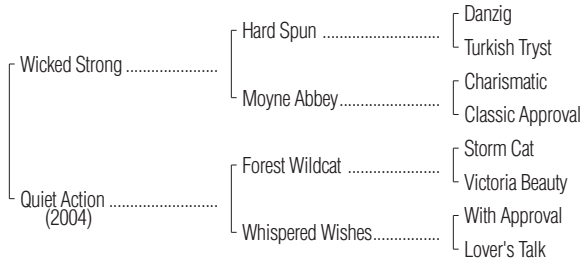 Danzig
Hard Spun ......................
Turkish Tryst
Wicked Strong ......................
Charismatic
Moyne Abbey......................
Classic Approval
Storm Cat
Forest Wildcat ......................
Victoria Beauty
Quiet Action ..........................
(2004)
With Approval
Whispered Wishes................
Lover's Talk